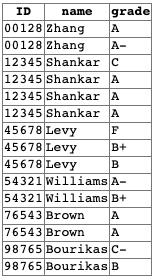 ID name grade
00128 Zhang A
00128 Zhang A-
12345 Shankar C
12345 Shankar A
12345 Shankar A
12345 Shankar A
45678 Levy F
45678 Levy B+
45678 Levy B
54321 Williams A-
54321 Williams B+
76543 Brown A
76543 Brown A
98765 Bourikas C-
98765 Bourikas B